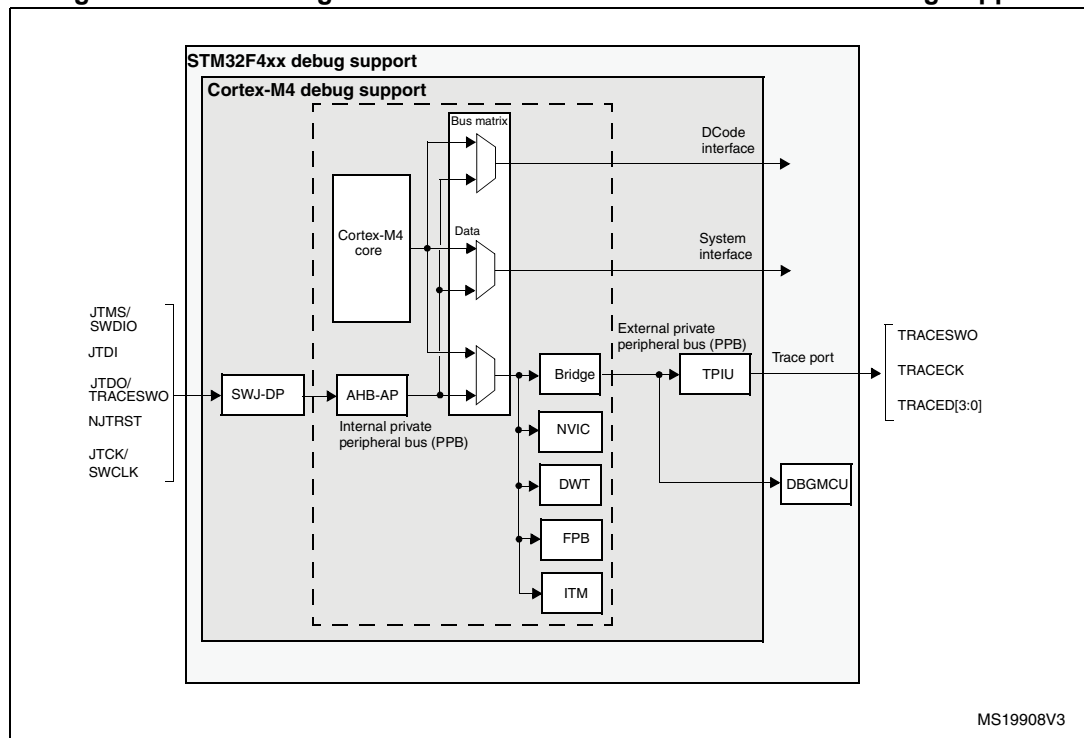 STM32F4xx debug support
Cortex-M4 debug support
Bus matrix
DCode
interface
Cortex-M4
core
Data
System
interface
JTMS/
SWDIO
JTDI
JTDO/
TRACESWO
NJTRST
JTCK/
SWCLK
SWJ-DP
AHB-AP
Internal private
peripheral bus (PPB)
External private
peripheral bus (PPB)
Bridge
NVIC
DWT
FPB
ITM
TPIU
Trace port
TRACESWO
TRACECK
TRACED[3:0]
DBGMCU
MS19908V3